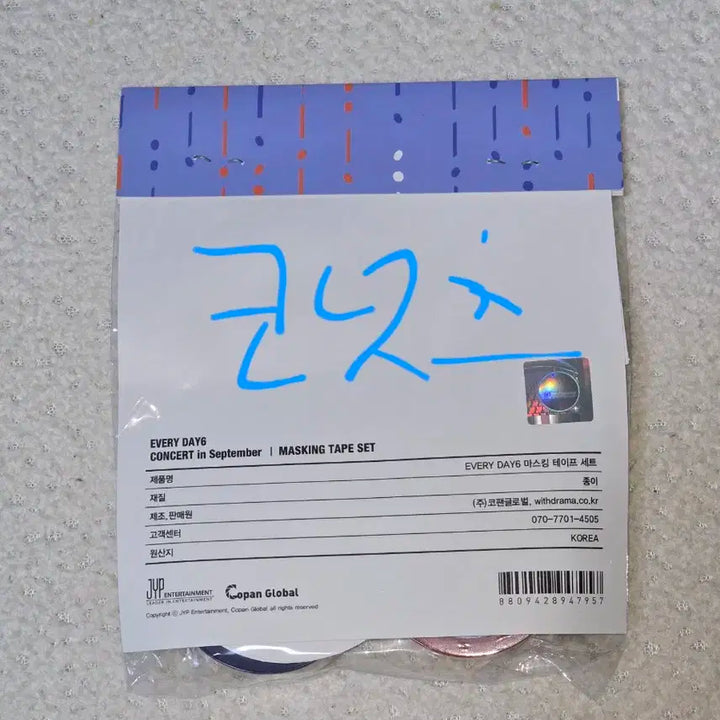 코넛츠
EVERY DAY6
CONCERT in September | MASKING TAPE SET
제품명 EVERY DAY6 마스킹 테이프 세트
재질 종이
제조,판매원 (주)코팬글로벌, withdrama.co.kr
고객센터 070-7701-4505
원산지 KOREA
JYP ENTERTAINMENT
LEADER IN ENTERTAINMENT
Copan Global
Copyright ⓒ JYP Entertainment, Copan Global all rights reserved
8809428947957